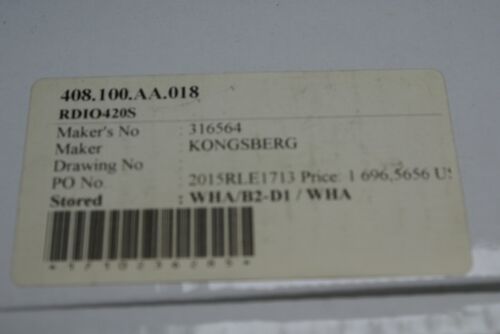 408.100.AA.018
RDIO420S
Maker's No : 316564
Maker : KONGSBERG
Drawing No :
PO No : 2015RLE1713 Price: 1 696,5656 US
Stored : WHA/B2-D1 / WHA